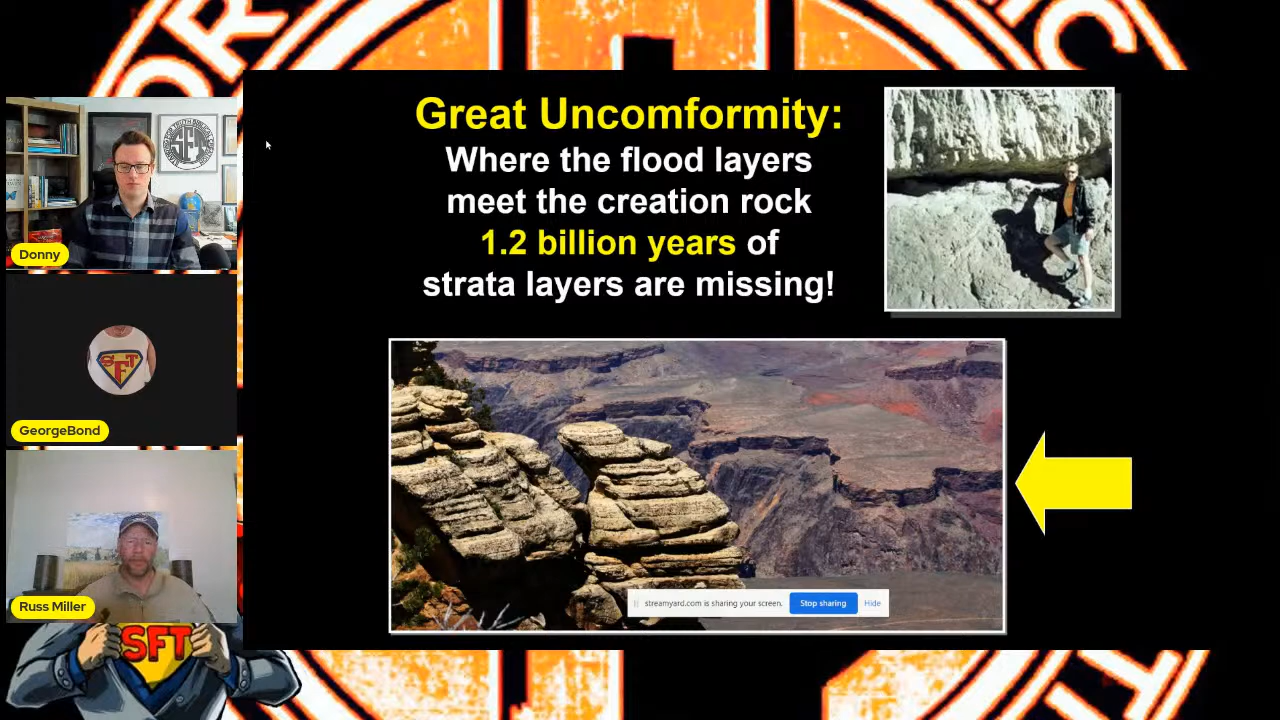 Great Uncomformity:
Where the flood layers
meet the creation rock
1.2 billion years of
strata layers are missing!
Donny
GeorgeBond
Russ Miller
streamyard.com is sharing your screen.
Stop sharing
Hide
SFT
SFT